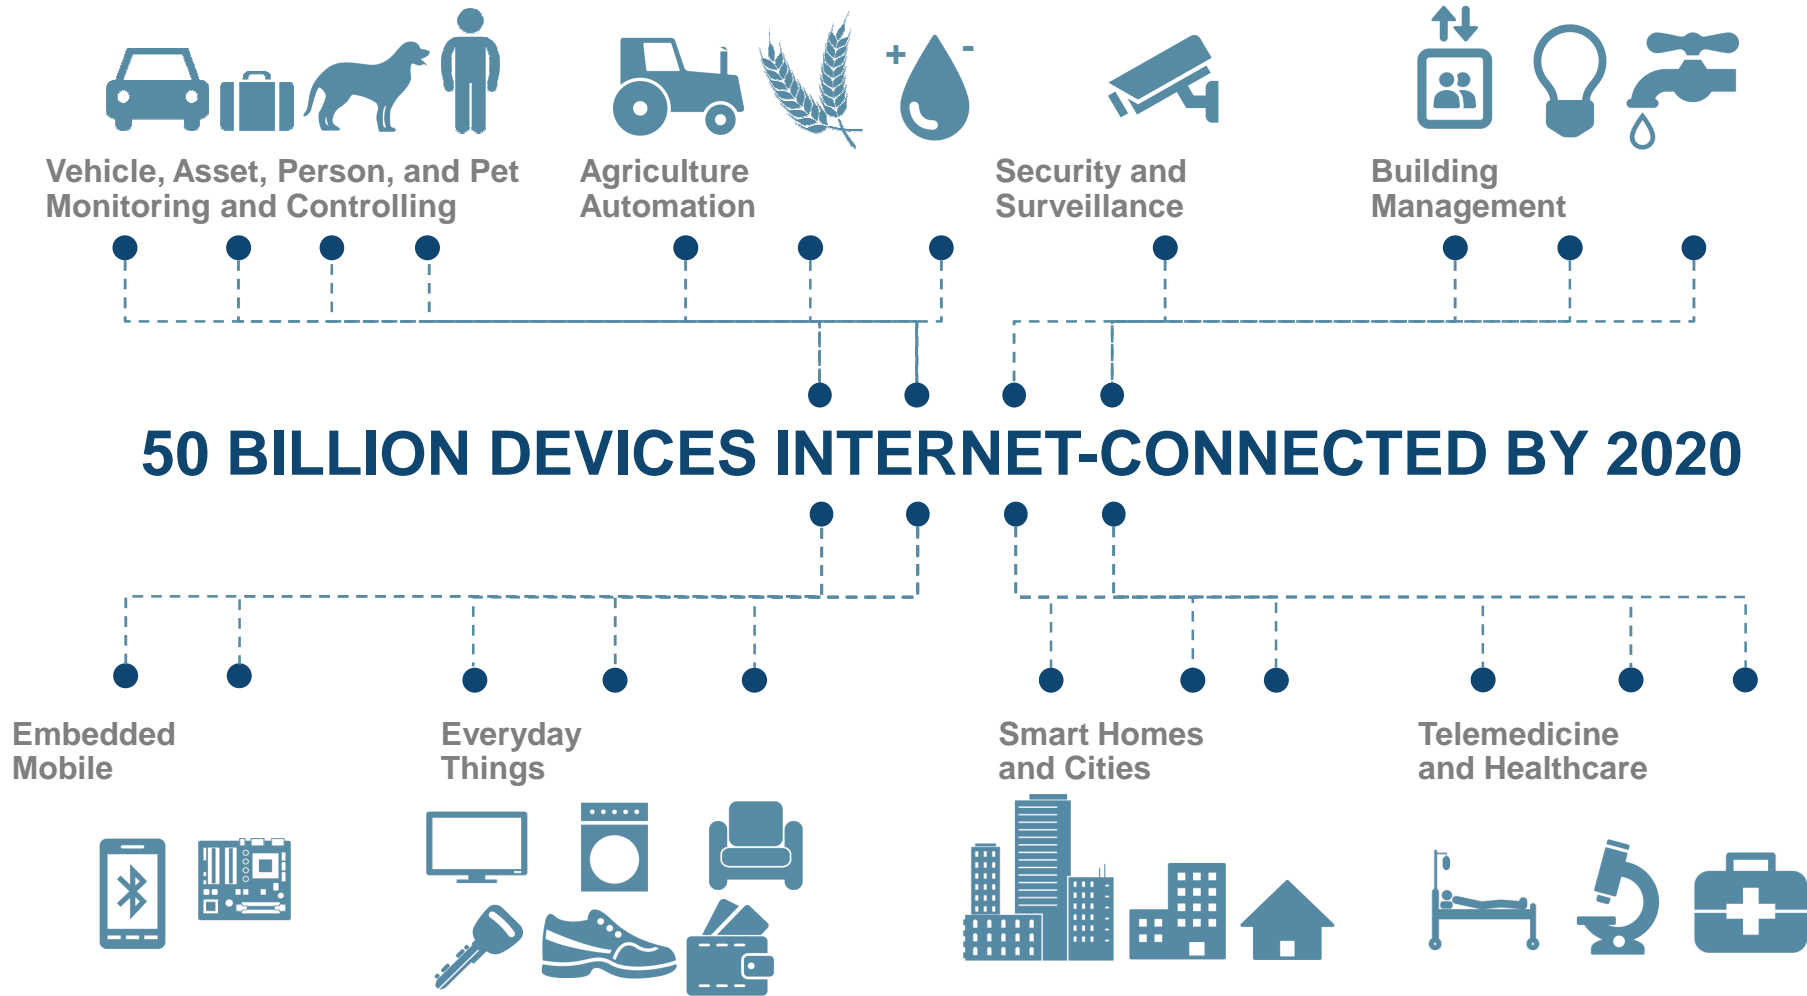 + -
Vehicle, Asset, Person, and Pet
Monitoring and Controlling
Agriculture
Automation
Security and
Surveillance
Building
Management
50 BILLION DEVICES INTERNET-CONNECTED BY 2020
Embedded
Mobile
Everyday
Things
Smart Homes
and Cities
Telemedicine
and Healthcare